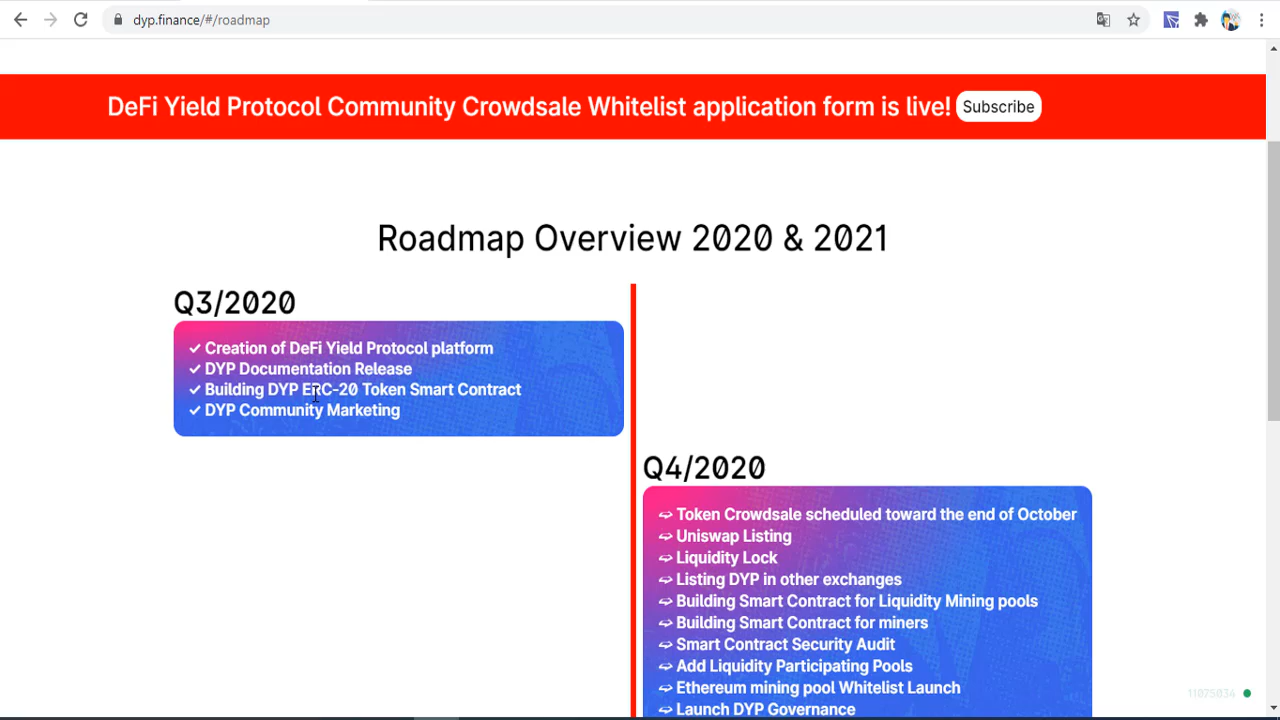 dyp.finance/#/roadmap
DeFi Yield Protocol Community Crowdsale Whitelist application form is live! Subscribe
Roadmap Overview 2020 & 2021
Q3/2020
Creation of DeFi Yield Protocol platform
DYP Documentation Release
Building DYP ERC-20 Token Smart Contract
DYP Community Marketing
Q4/2020
Token Crowdsale scheduled toward the end of October
Uniswap Listing
Liquidity Lock
Listing DYP in other exchanges
Building Smart Contract for Liquidity Mining pools
Building Smart Contract for miners
Smart Contract Security Audit
Add Liquidity Participating Pools
Ethereum mining pool Whitelist Launch
Launch DYP Governance
11075034